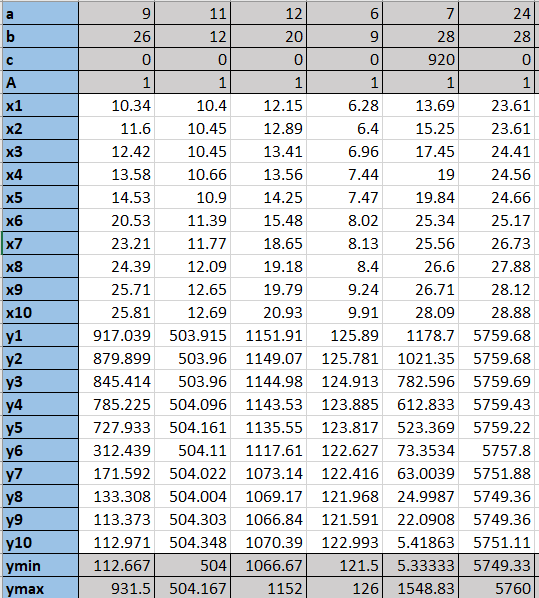 a 9 11 12 6 7 24
b 26 12 20 9 28 28
c 0 0 0 0 920 0
A 1 1 1 1 1 1
x1 10.34 10.4 12.15 6.28 13.69 23.61
x2 11.6 10.45 12.89 6.4 15.25 23.61
x3 12.42 10.45 13.41 6.96 17.45 24.41
x4 13.58 10.66 13.56 7.44 19 24.56
x5 14.53 10.9 14.25 7.47 19.84 24.66
x6 20.53 11.39 15.48 8.02 25.34 25.17
x7 23.21 11.77 18.65 8.13 25.56 26.73
x8 24.39 12.09 19.18 8.4 26.6 27.88
x9 25.71 12.65 19.79 9.24 26.71 28.12
x10 25.81 12.69 20.93 9.91 28.09 28.88
y1 917.039 503.915 1151.91 125.89 1178.7 5759.68
y2 879.899 503.96 1149.07 125.781 1021.35 5759.68
y3 845.414 503.96 1144.98 124.913 782.596 5759.69
y4 785.225 504.096 1143.53 123.885 612.833 5759.43
y5 727.933 504.161 1135.55 123.817 523.369 5759.22
y6 312.439 504.11 1117.61 122.627 73.3534 5757.8
y7 171.592 504.022 1073.14 122.416 63.0039 5751.88
y8 133.308 504.004 1069.17 121.968 24.9987 5749.36
y9 113.373 504.303 1066.84 121.591 22.0908 5749.36
y10 112.971 504.348 1070.39 122.993 5.41863 5751.11
ymin 112.667 504 1066.67 121.5 5.33333 5749.33
ymax 931.5 504.167 1152 126 1548.83 5760